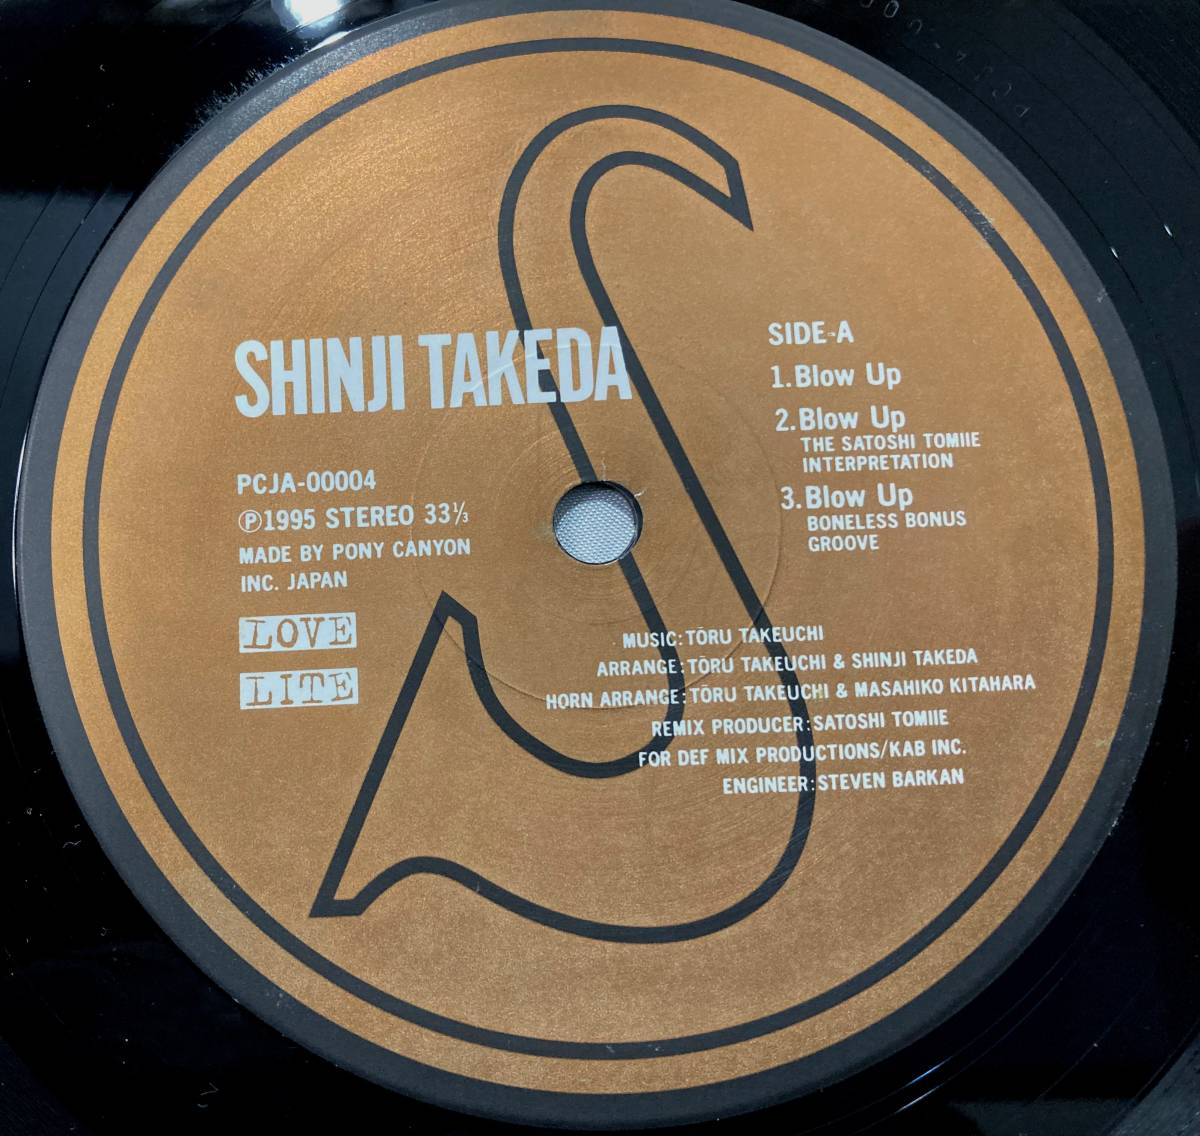 SHINJI TAKEDA
PCJA-00004
Ⓟ1995 STEREO 33⅓
MADE BY PONY CANYON
INC. JAPAN
LOVE
LITE
SIDE-A
1.Blow Up
2.Blow Up
THE SATOSHI TOMIIE
INTERPRETATION
3.Blow Up
BONELESS BONUS
GROOVE
MUSIC:TŌRU TAKEUCHI
ARRANGE:TŌRU TAKEUCHI & SHINJI TAKEDA
HORN ARRANGE:TŌRU TAKEUCHI & MASAHIKO KITAHARA
REMIX PRODUCER:SATOSHI TOMIIE
FOR DEF MIX PRODUCTIONS/KAB INC.
ENGINEER:STEVEN BARKAN